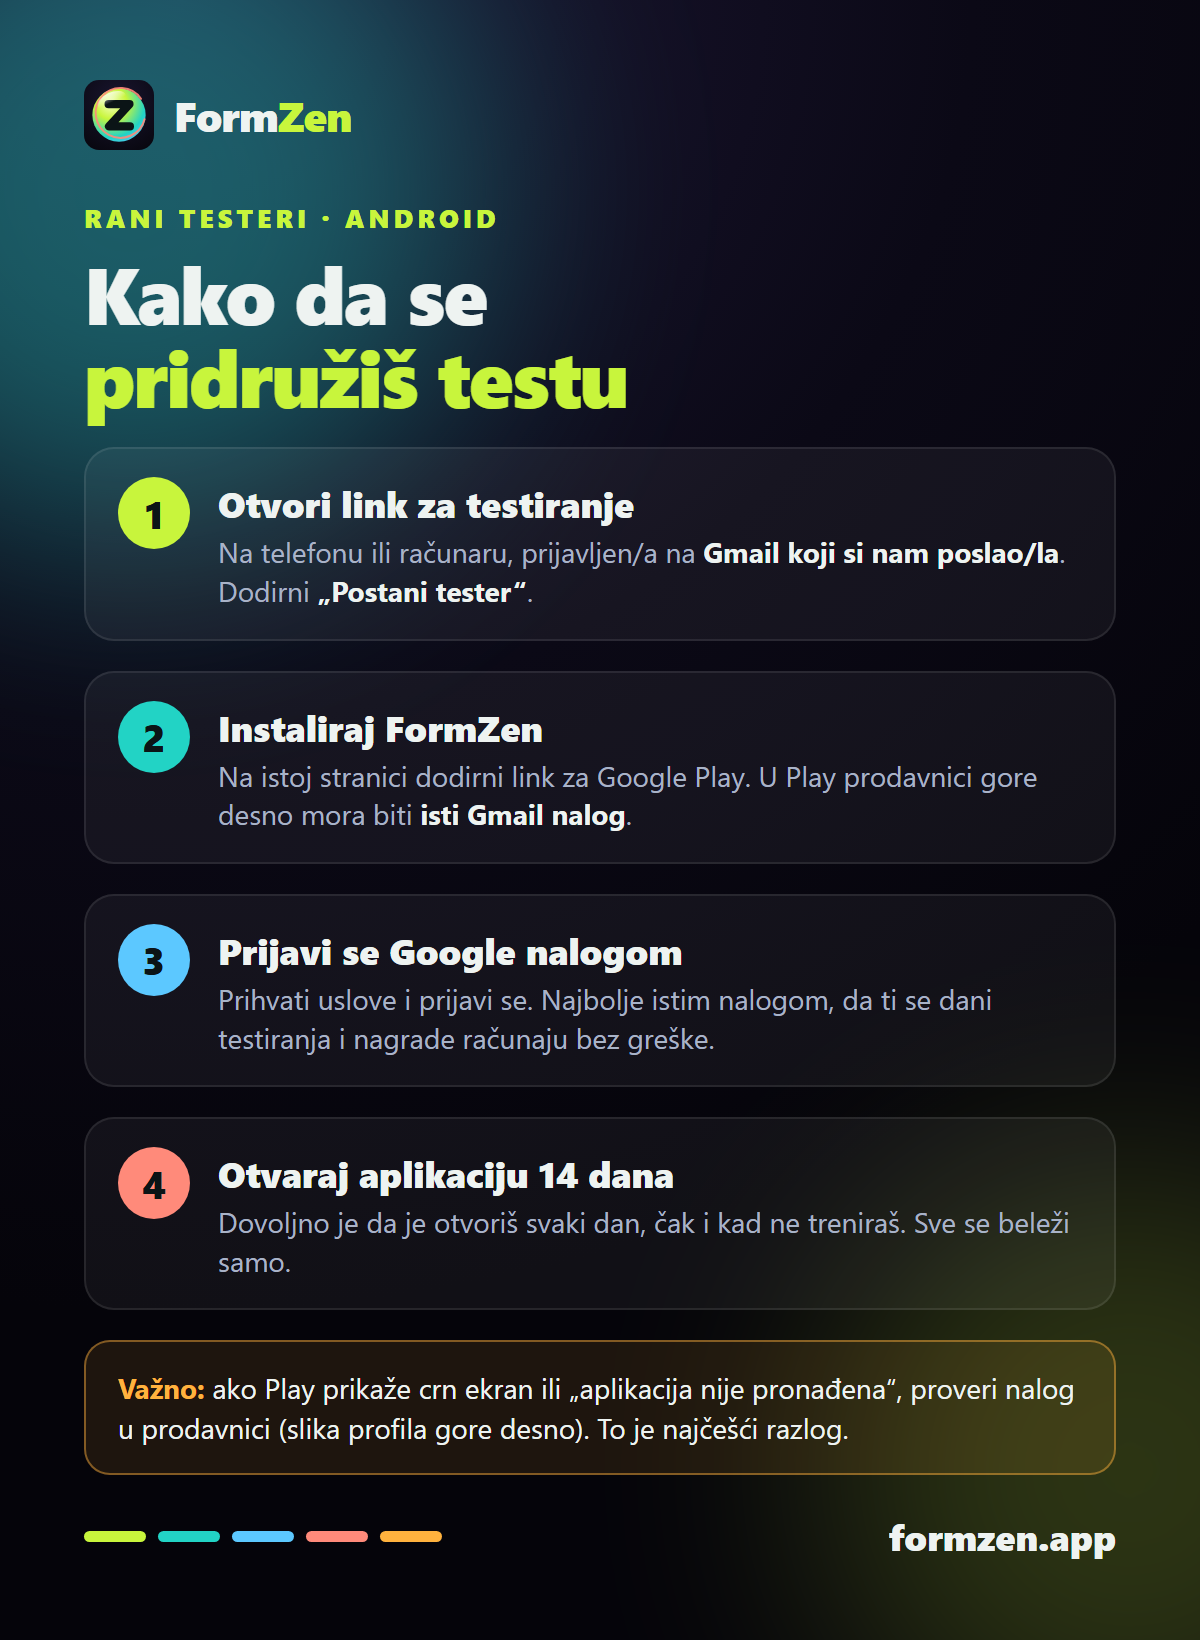 Z
FormZen
RANI TESTERI · ANDROID
Kako da se
pridružiš testu
1
Otvori link za testiranje
Na telefonu ili računaru, prijavljen/a na Gmail koji si nam poslao/la.
Dodirni „Postani tester“.
2
Instaliraj FormZen
Na istoj stranici dodirni link za Google Play. U Play prodavnici gore
desno mora biti isti Gmail nalog.
3
Prijavi se Google nalogom
Prihvati uslove i prijavi se. Najbolje istim nalogom, da ti se dani
testiranja i nagrade računaju bez greške.
4
Otvaraj aplikaciju 14 dana
Dovoljno je da je otvoriš svaki dan, čak i kad ne treniraš. Sve se beleži
samo.
Važno: ako Play prikaže crn ekran ili „aplikacija nije pronađena“, proveri nalog
u prodavnici (slika profila gore desno). To je najčešći razlog.
formzen.app